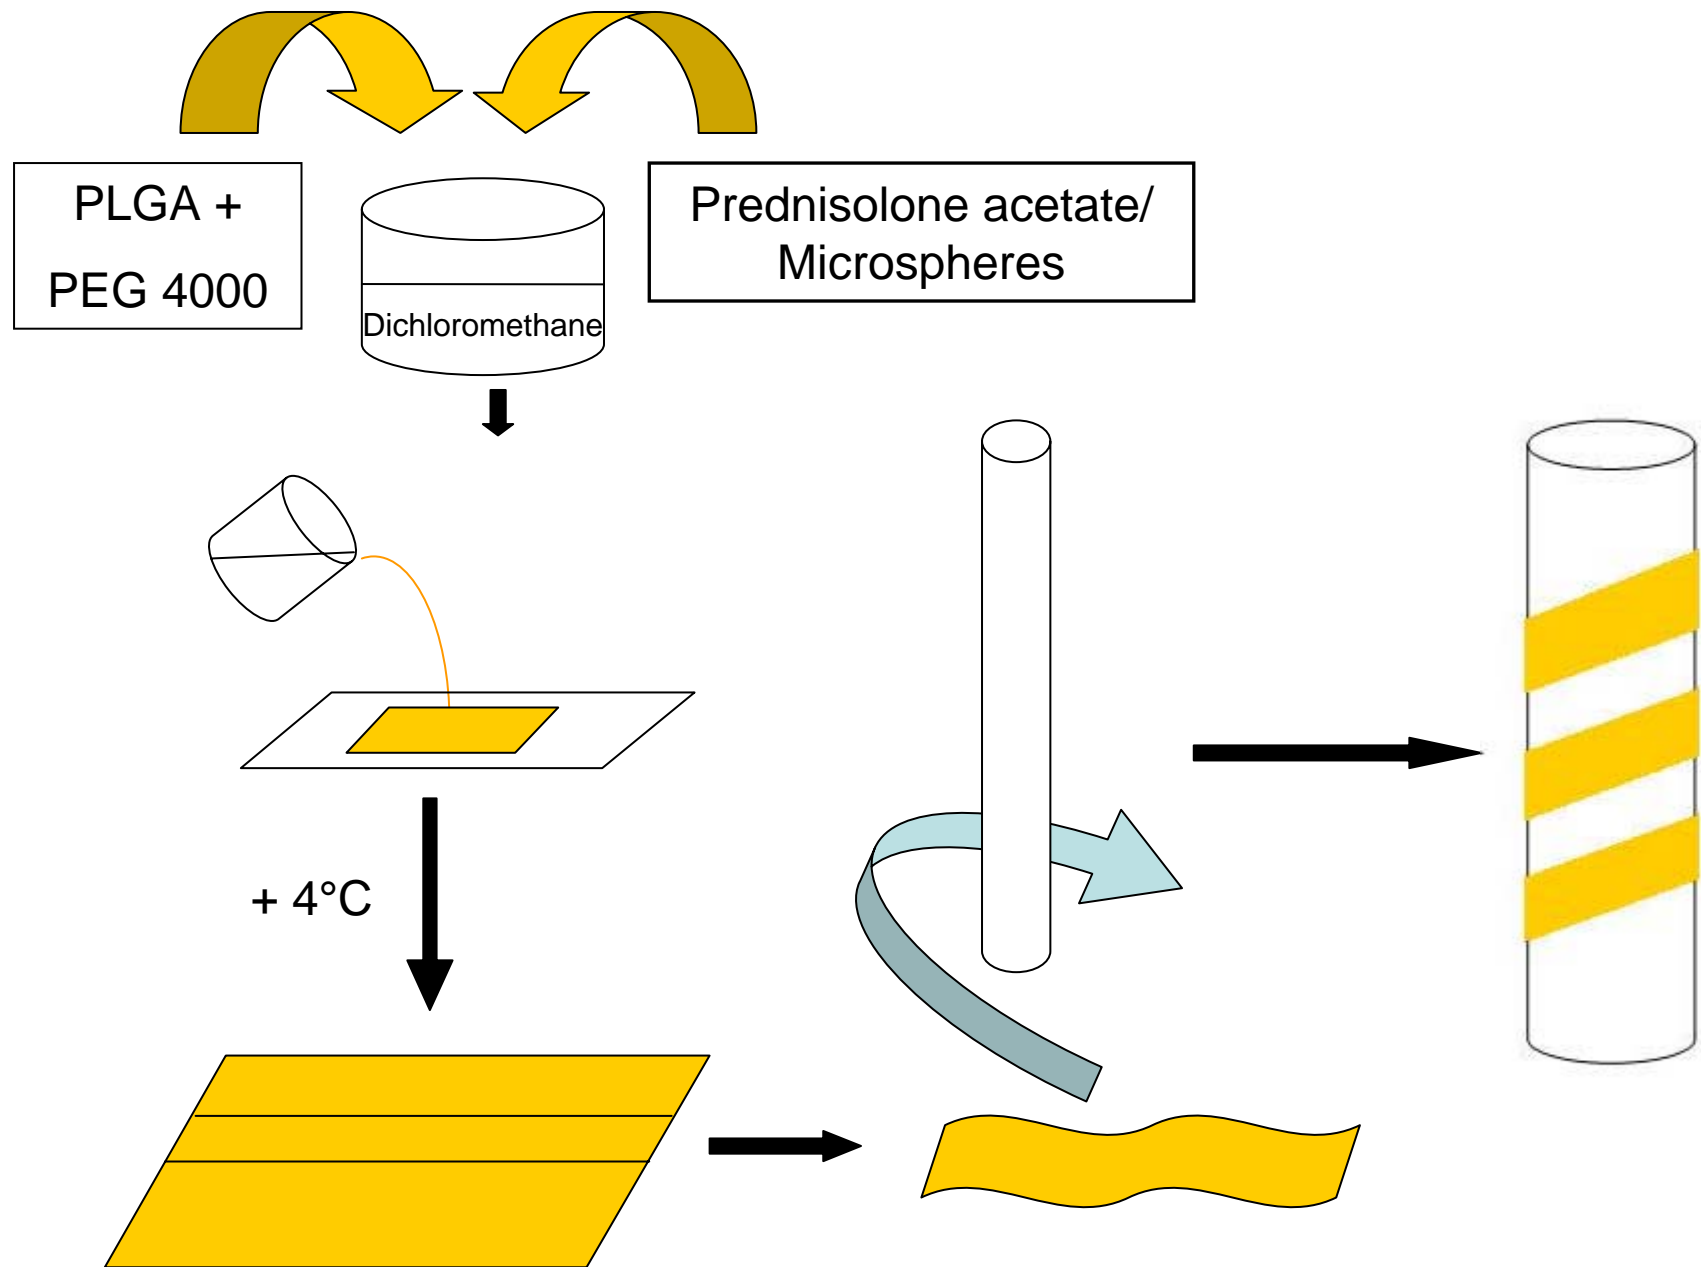 PLGA +
PEG 4000
Dichloromethane
Prednisolone acetate/
Microspheres
+ 4°C